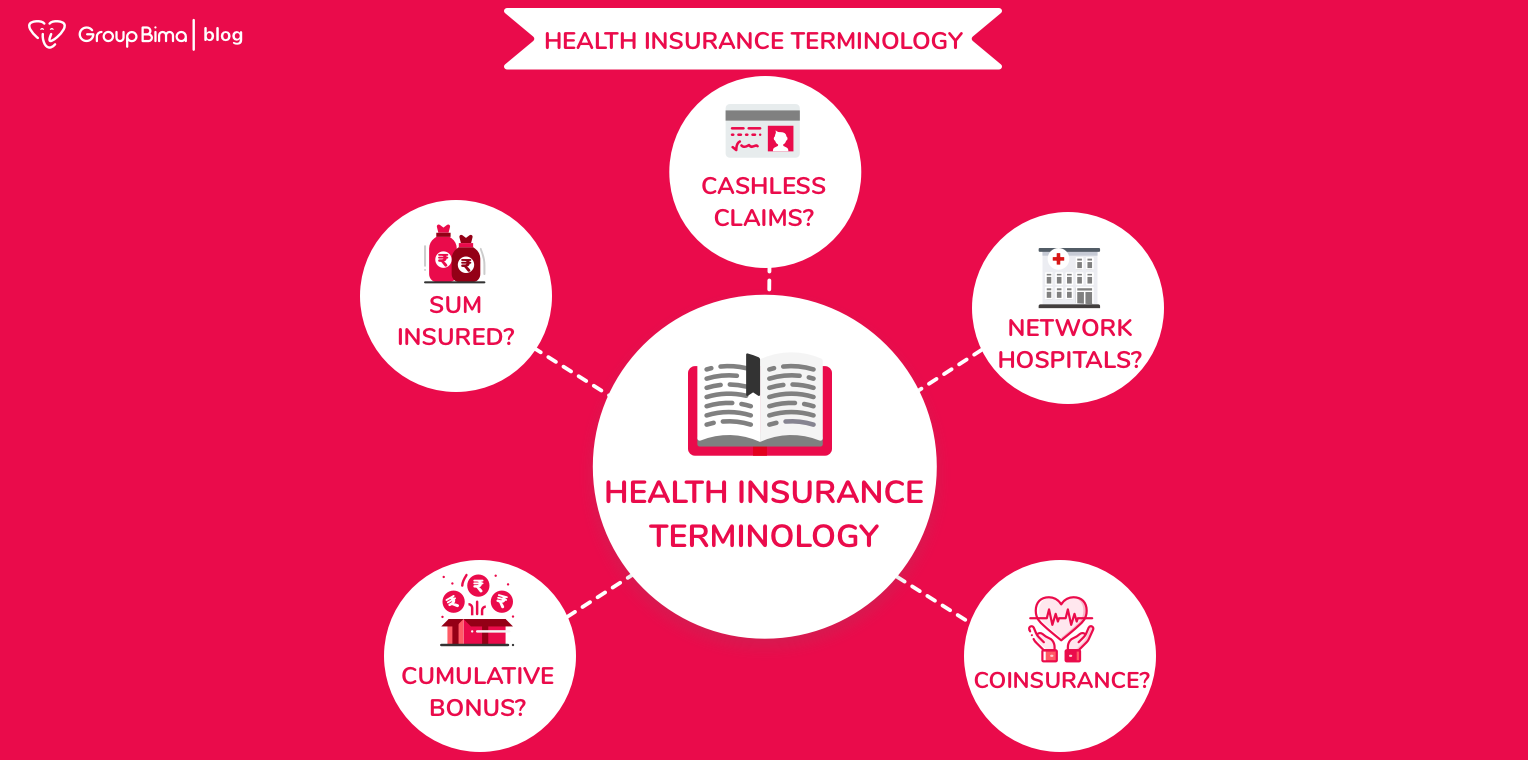 GroupBima | blog
HEALTH INSURANCE TERMINOLOGY
CASHLESS
CLAIMS?
SUM
INSURED?
NETWORK
HOSPITALS?
HEALTH INSURANCE
TERMINOLOGY
CUMULATIVE
BONUS?
COINSURANCE?